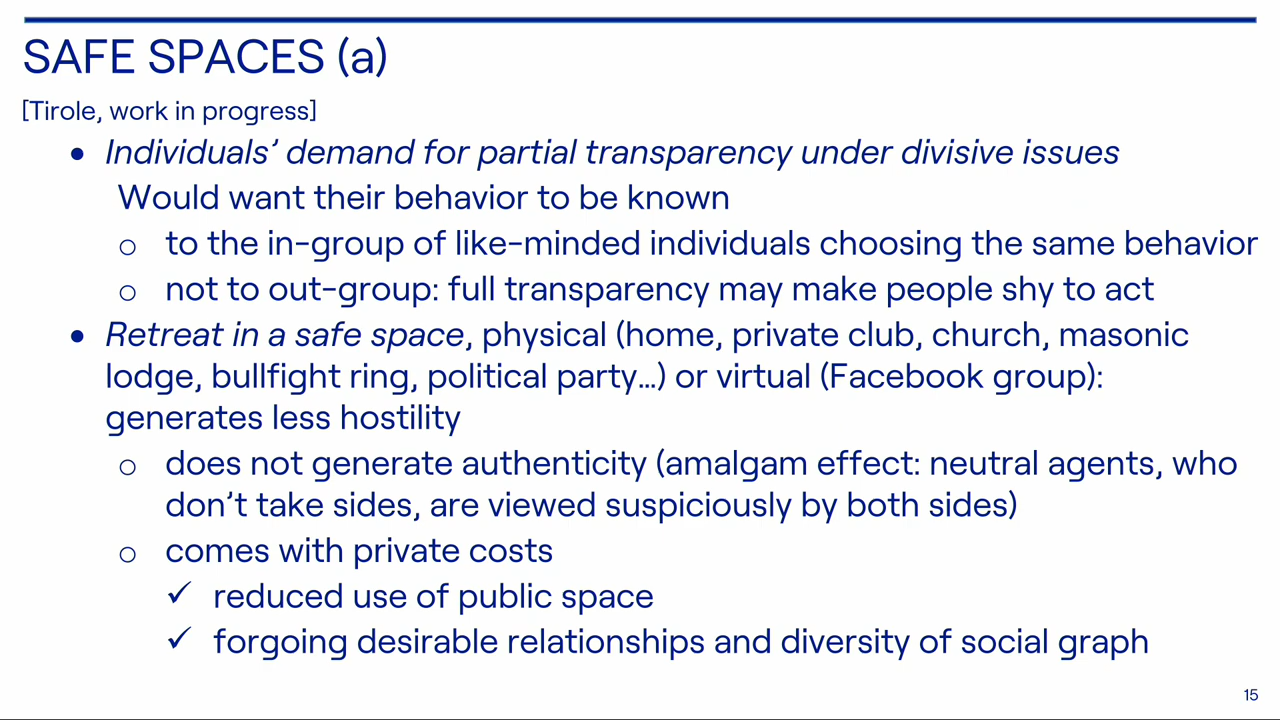 SAFE SPACES (a)
[Tirole, work in progress]
• Individuals’ demand for partial transparency under divisive issues
Would want their behavior to be known
○ to the in-group of like-minded individuals choosing the same behavior
○ not to out-group: full transparency may make people shy to act
• Retreat in a safe space, physical (home, private club, church, masonic
lodge, bullfight ring, political party…) or virtual (Facebook group):
generates less hostility
○ does not generate authenticity (amalgam effect: neutral agents, who
don’t take sides, are viewed suspiciously by both sides)
○ comes with private costs
✓ reduced use of public space
✓ forgoing desirable relationships and diversity of social graph
15